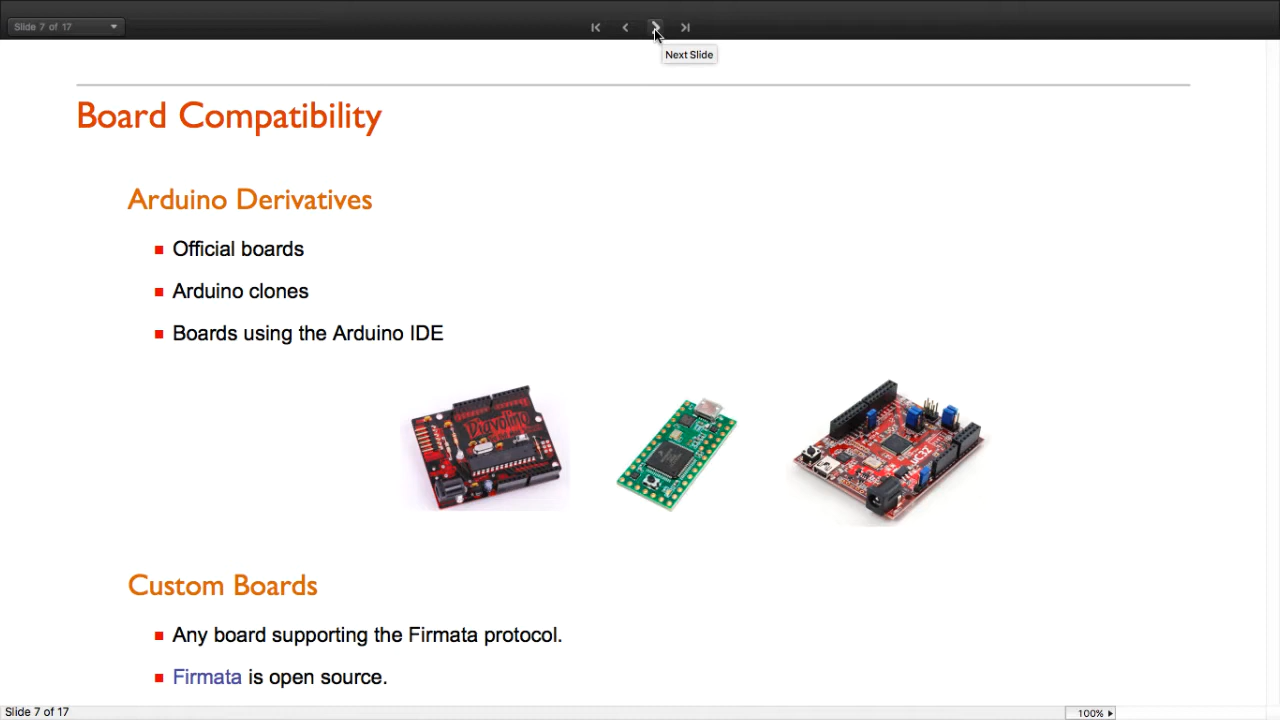 Slide 7 of 17
Next Slide
Board Compatibility
Arduino Derivatives
Official boards
Arduino clones
Boards using the Arduino IDE
Diavolino
Custom Boards
Any board supporting the Firmata protocol.
Firmata is open source.
Slide 7 of 17
100%